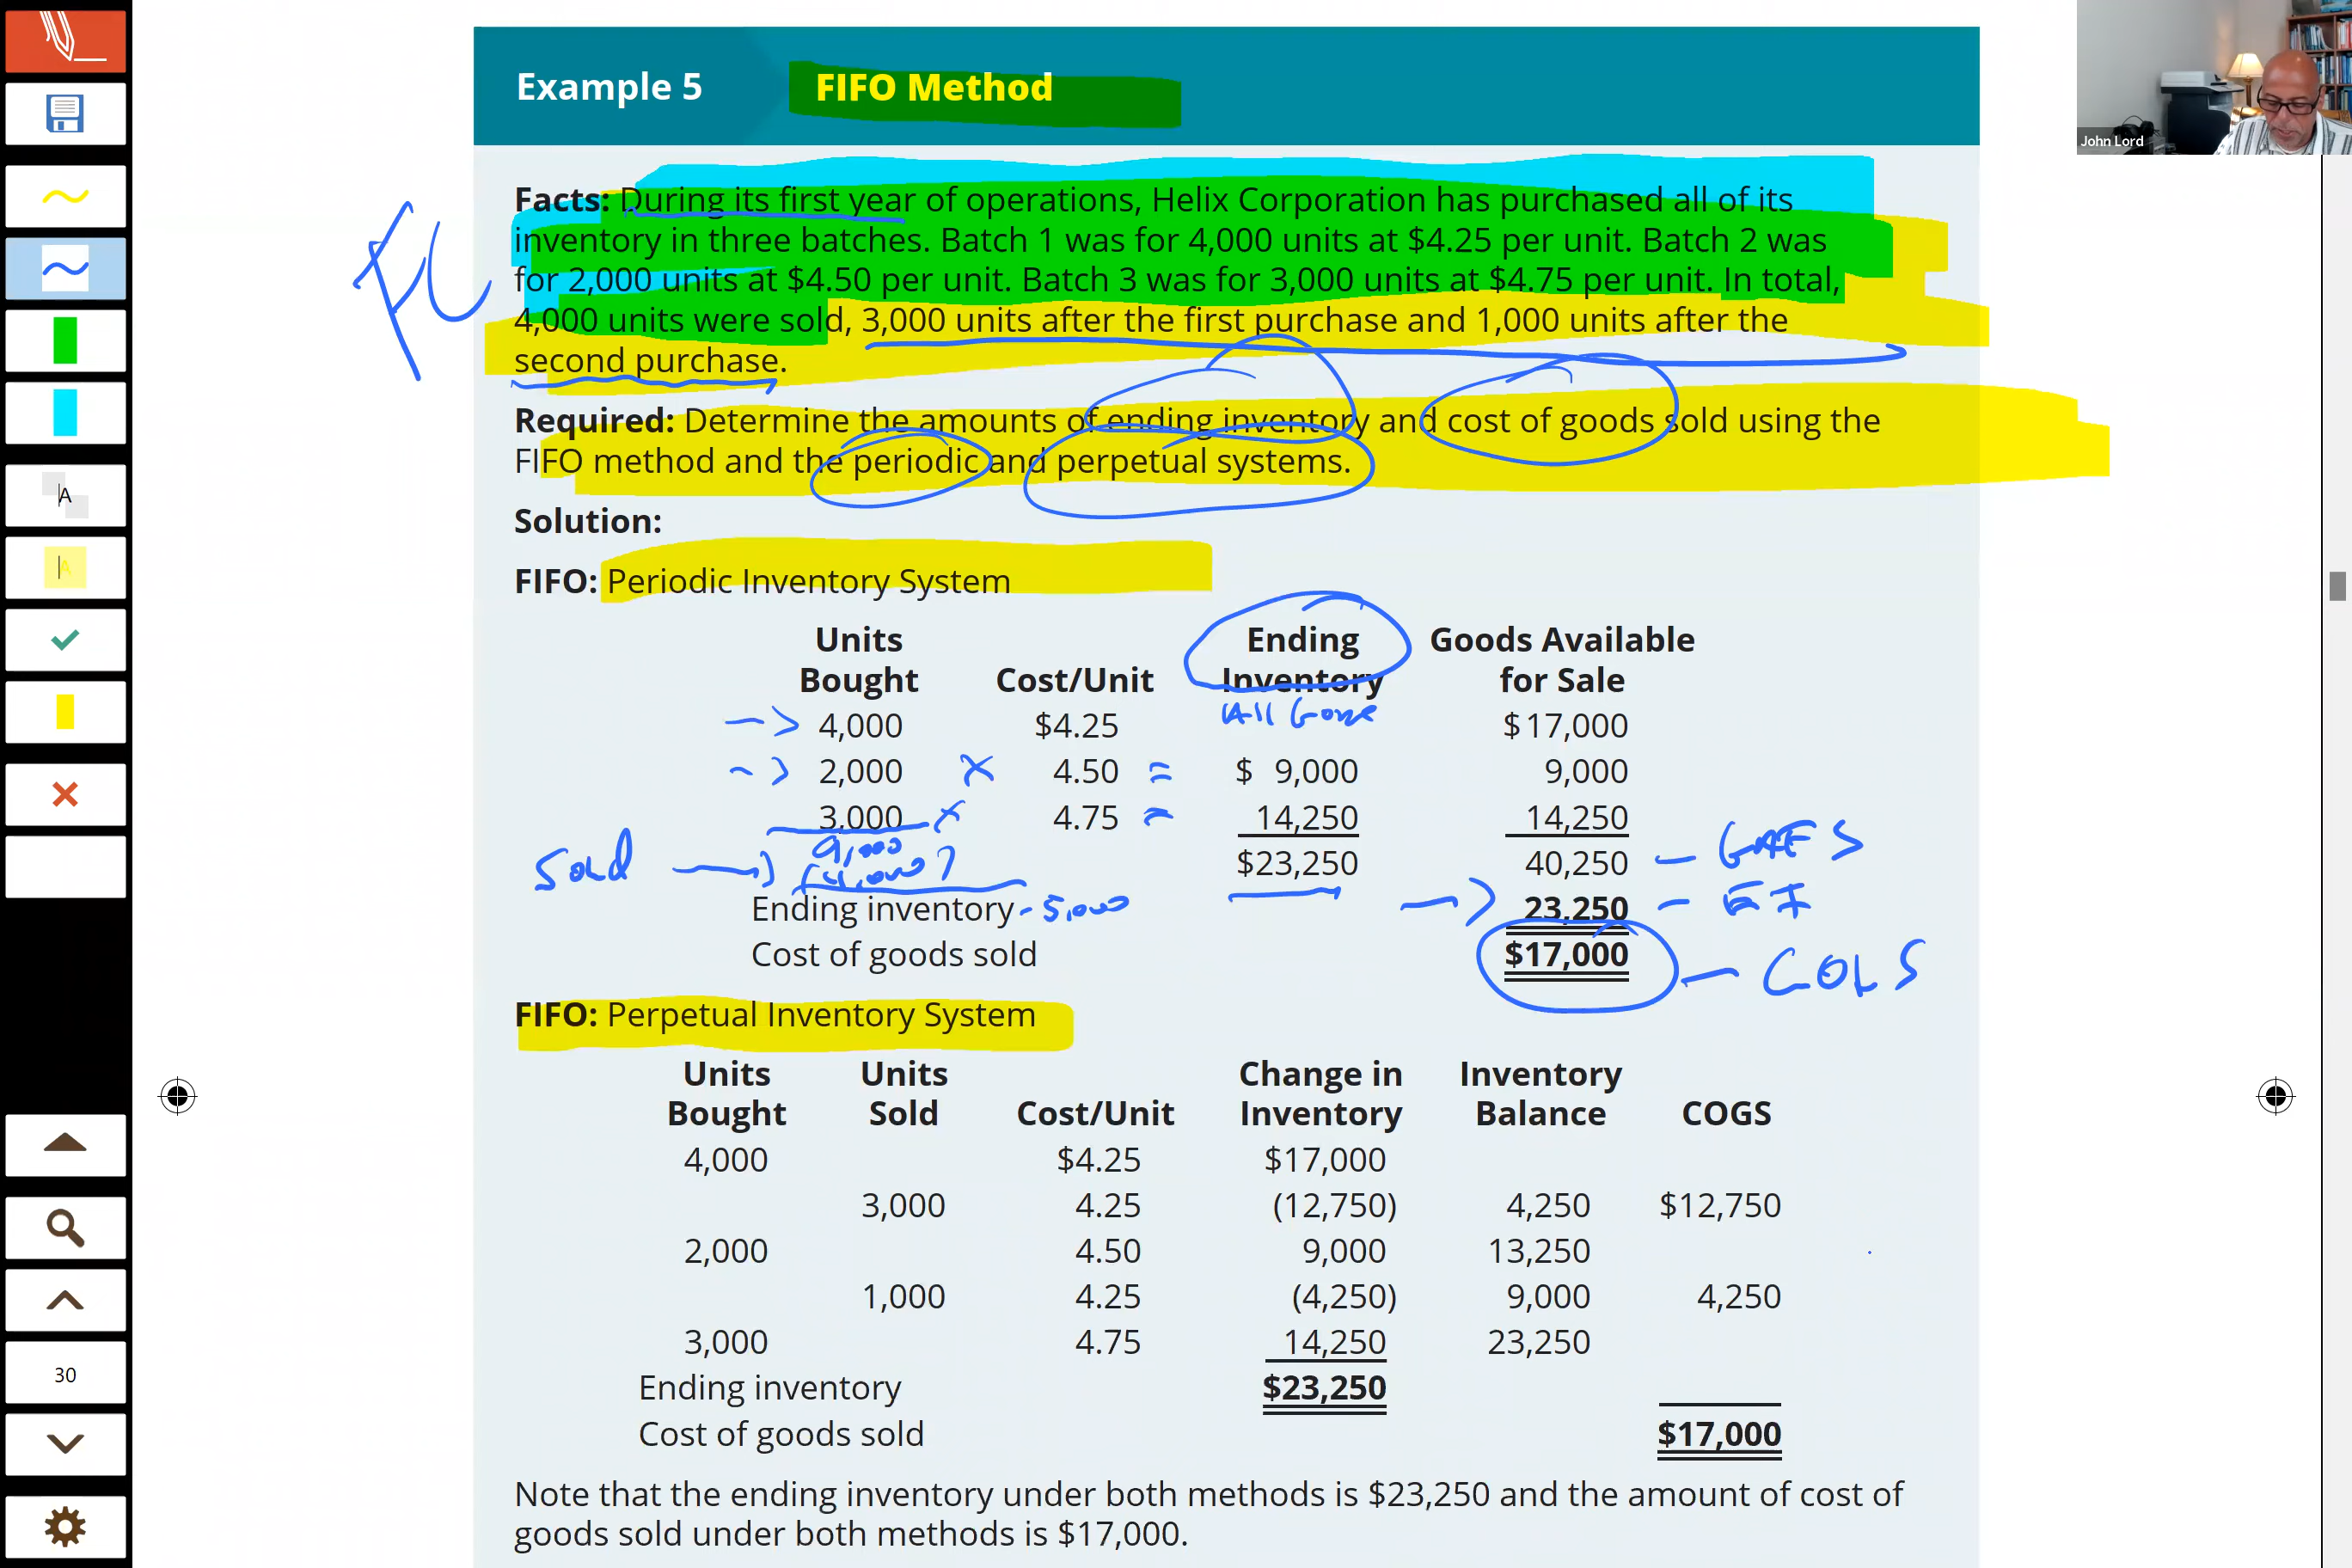 Example 5 FIFO Method
John Lord
Facts: During its first year of operations, Helix Corporation has purchased all of its
inventory in three batches. Batch 1 was for 4,000 units at $4.25 per unit. Batch 2 was
for 2,000 units at $4.50 per unit. Batch 3 was for 3,000 units at $4.75 per unit. In total,
4,000 units were sold, 3,000 units after the first purchase and 1,000 units after the
second purchase.
Required: Determine the amounts of ending inventory and cost of goods sold using the
FIFO method and the periodic and perpetual systems.
Solution:
FIFO: Periodic Inventory System
Units Ending Goods Available
Bought Cost/Unit Inventory for Sale
-> 4,000 $4.25 All Gone $17,000
-> 2,000 x 4.50 = $ 9,000 9,000
3,000 x 4.75 = 14,250 14,250
9,000
Sold -> (4,000) $23,250 40,250 - GAFS
Ending inventory - 5,000 -> 23,250 - EI
Cost of goods sold $17,000 - COGS
FIFO: Perpetual Inventory System
Units Units Change in Inventory
Bought Sold Cost/Unit Inventory Balance COGS
4,000 $4.25 $17,000
3,000 4.25 (12,750) 4,250 $12,750
2,000 4.50 9,000 13,250
1,000 4.25 (4,250) 9,000 4,250
3,000 4.75 14,250 23,250
Ending inventory $23,250
Cost of goods sold $17,000
Note that the ending inventory under both methods is $23,250 and the amount of cost of
goods sold under both methods is $17,000.
A
A
30